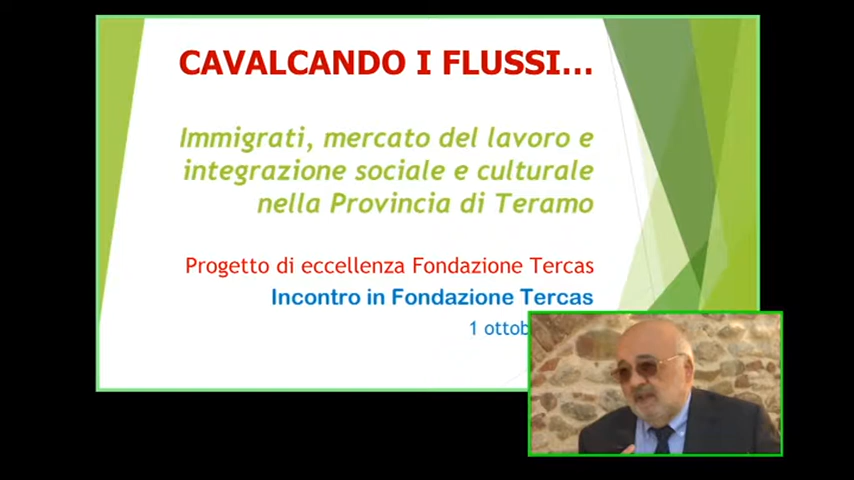 CAVALCANDO I FLUSSI...
Immigrati, mercato del lavoro e
integrazione sociale e culturale
nella Provincia di Teramo
Progetto di eccellenza Fondazione Tercas
Incontro in Fondazione Tercas
1